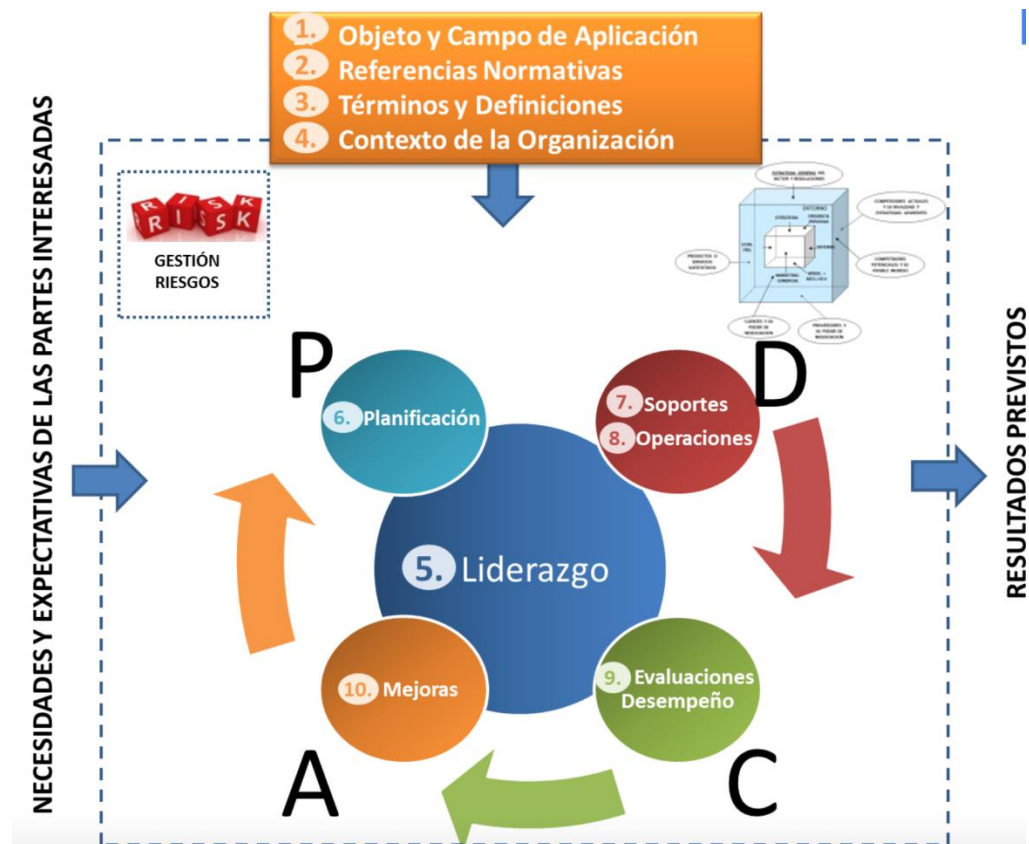 1. Objeto y Campo de Aplicación
2. Referencias Normativas
3. Términos y Definiciones
4. Contexto de la Organización
NECESIDADES Y EXPECTATIVAS DE LAS PARTES INTERESADAS
RISK
RISK
GESTIÓN
RIESGOS
ENTORNO
P
6. Planificación
D
7. Soportes
8. Operaciones
5. Liderazgo
10. Mejoras
9. Evaluaciones
Desempeño
A
C
RESULTADOS PREVISTOS